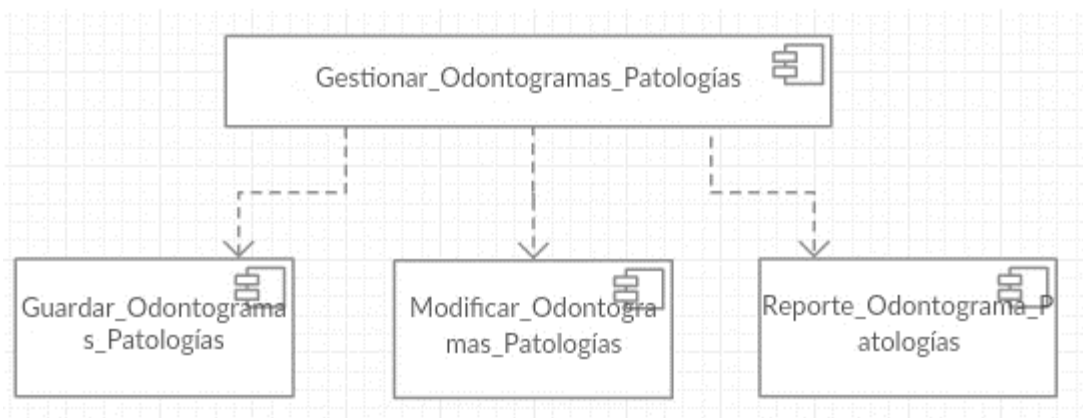 Gestionar_Odontogramas_Patologías
Guardar_Odontograma
s_Patologías
Modificar_Odontogra
mas_Patologías
Reporte_Odontograma_P
atologías